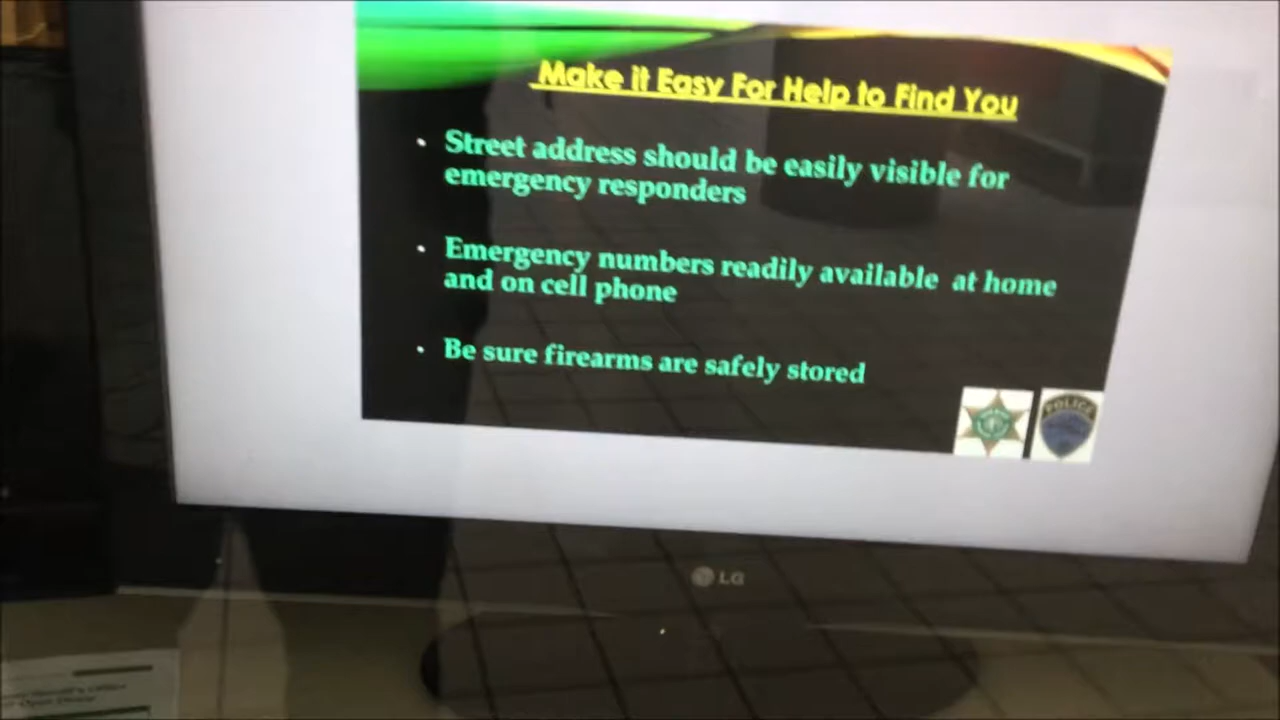 Make it Easy For Help to Find You
• Street address should be easily visible for
emergency responders
• Emergency numbers readily available at home
and on cell phone
• Be sure firearms are safely stored
POLICE
LG